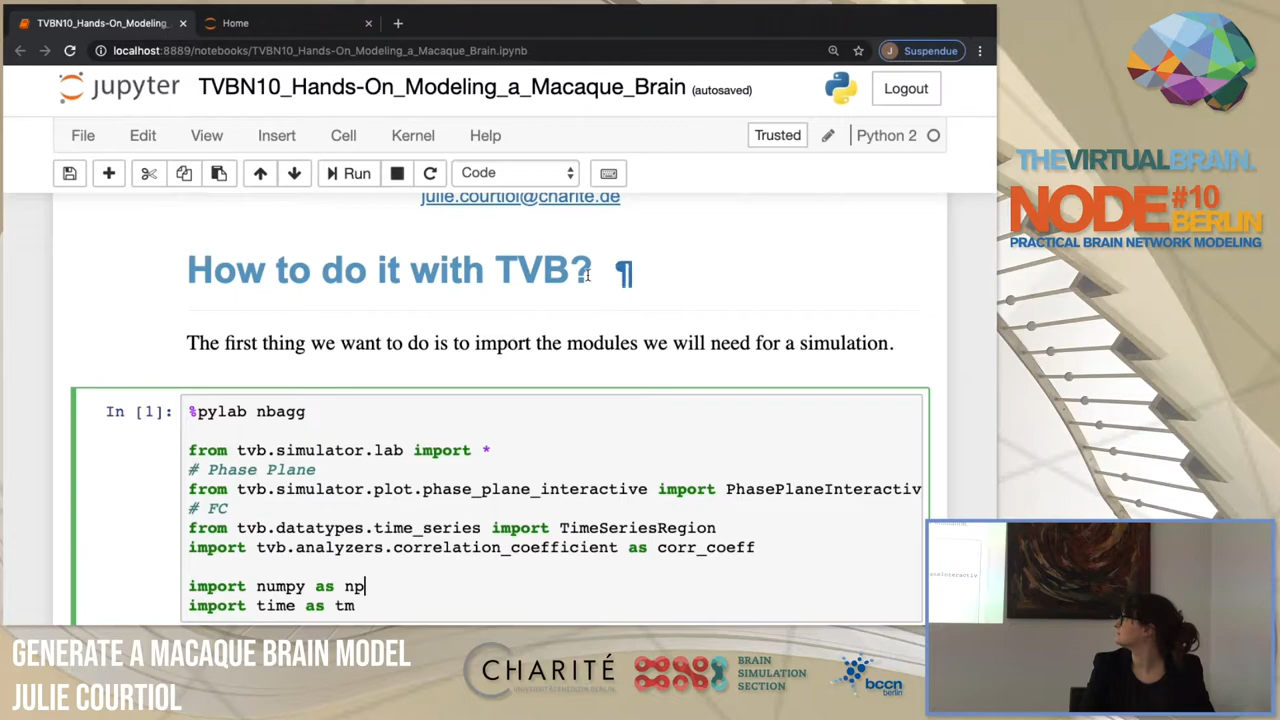 TVBN10_Hands-On_Modeling_
Home
localhost:8889/notebooks/TVBN10_Hands-On_Modeling_a_Macaque_Brain.ipynb
J
Suspendue
jupyter
TVBN10_Hands-On_Modeling_a_Macaque_Brain (autosaved)
Logout
File
Edit
View
Insert
Cell
Kernel
Help
Trusted
Python 2
Run
Code
julie.courtiol@charite.de
How to do it with TVB? ¶
The first thing we want to do is to import the modules we will need for a simulation.
In [1]:
%pylab nbagg
from tvb.simulator.lab import *
# Phase Plane
from tvb.simulator.plot.phase_plane_interactive import PhasePlaneInteractiv
# FC
from tvb.datatypes.time_series import TimeSeriesRegion
import tvb.analyzers.correlation_coefficient as corr_coeff
import numpy as np
import time as tm
THEVIRTUALBRAIN.
NODE #10
BERLIN
PRACTICAL BRAIN NETWORK MODELING
aneInteractiv
GENERATE A MACAQUE BRAIN MODEL
JULIE COURTIOL
CHARITÉ
UNIVERSITÄTSMEDIZIN BERLIN
BRAIN
SIMULATION
SECTION
bccn
berlin